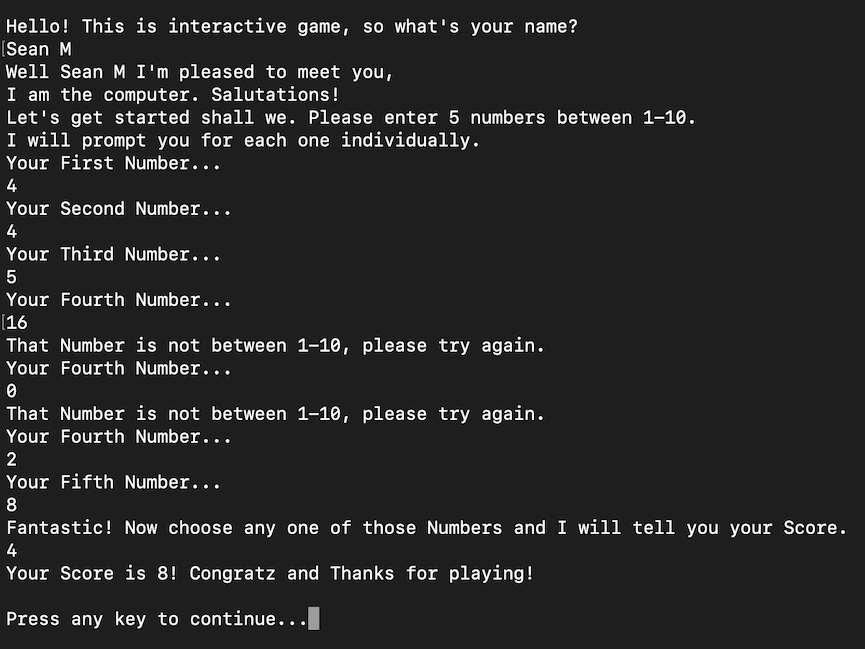 Hello! This is interactive game, so what's your name?
Sean M
Well Sean M I'm pleased to meet you,
I am the computer. Salutations!
Let's get started shall we. Please enter 5 numbers between 1-10.
I will prompt you for each one individually.
Your First Number...
4
Your Second Number...
4
Your Third Number...
5
Your Fourth Number...
16
That Number is not between 1-10, please try again.
Your Fourth Number...
0
That Number is not between 1-10, please try again.
Your Fourth Number...
2
Your Fifth Number...
8
Fantastic! Now choose any one of those Numbers and I will tell you your Score.
4
Your Score is 8! Congratz and Thanks for playing!
Press any key to continue...